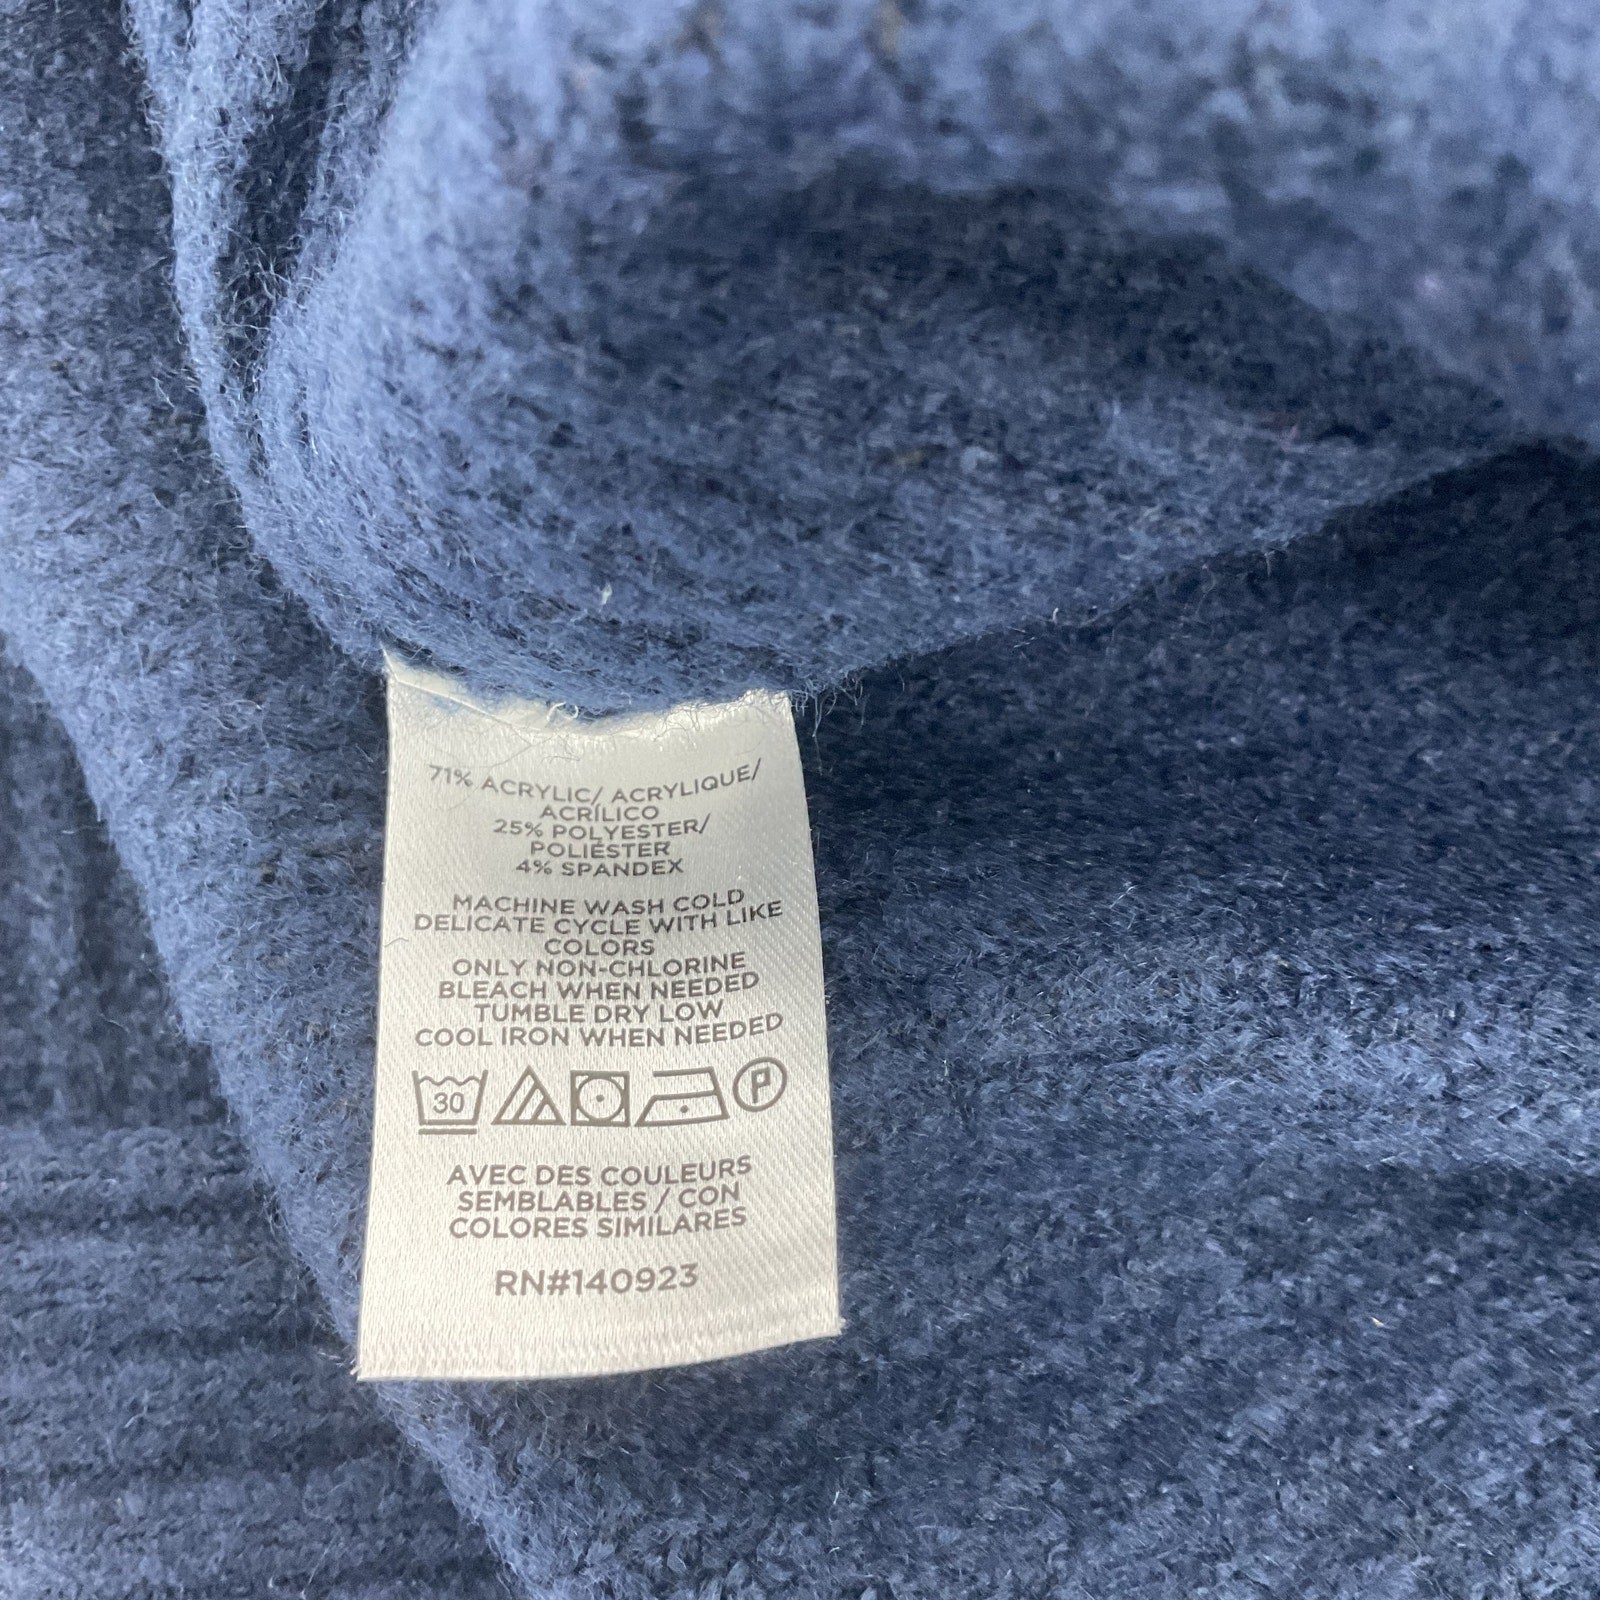 71% ACRYLIC/ ACRYLIQUE/
ACRÍLICO
25% POLYESTER/
POLIÉSTER
4% SPANDEX
MACHINE WASH COLD
DELICATE CYCLE WITH LIKE
COLORS
ONLY NON-CHLORINE
BLEACH WHEN NEEDED
TUMBLE DRY LOW
COOL IRON WHEN NEEDED
30 P
AVEC DES COULEURS
SEMBLABLES / CON
COLORES SIMILARES
RN#140923